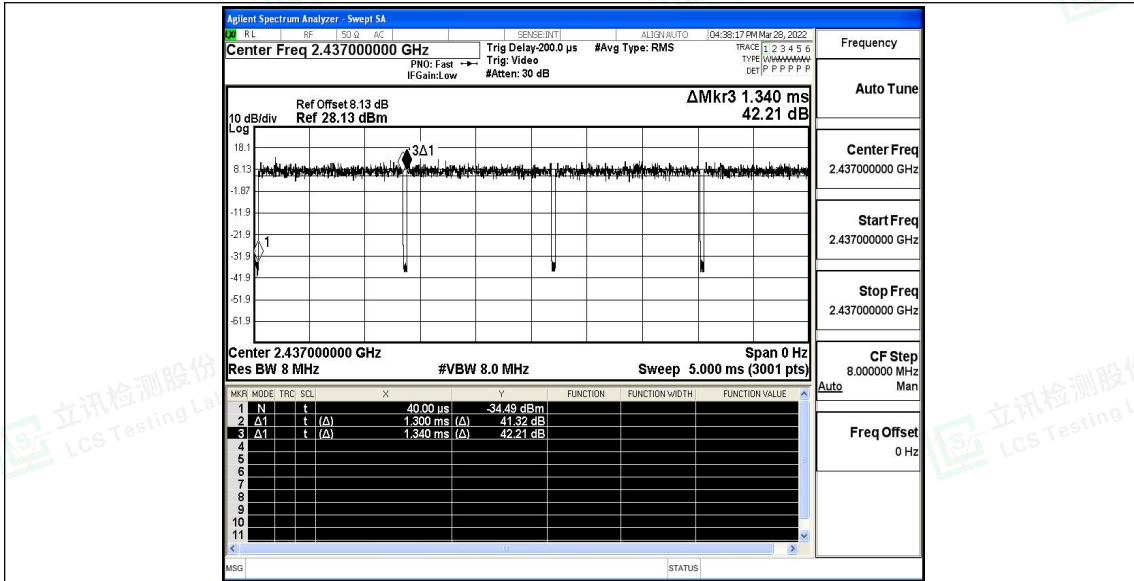 Agilent Spectrum Analyzer - Swept SA
RL RF 50 Ω AC SENSE:INT ALIGN AUTO 04:38:17 PM Mar 28, 2022
Center Freq 2.437000000 GHz
PNO: Fast
IFGain:Low
Trig Delay-200.0 µs
Trig: Video
#Atten: 30 dB
#Avg Type: RMS
TRACE 1 2 3 4 5 6
TYPE
DET P P P P P P
Frequency
Auto Tune
Center Freq
2.437000000 GHz
Start Freq
2.437000000 GHz
Stop Freq
2.437000000 GHz
CF Step
8.000000 MHz
Auto Man
Freq Offset
0 Hz
ΔMkr3 1.340 ms
42.21 dB
Ref Offset 8.13 dB
10 dB/div Ref 28.13 dBm
Log
18.1
8.13
-1.87
-11.9
-21.9
-31.9
-41.9
-51.9
-61.9
3Δ1
1
Center 2.437000000 GHz Span 0 Hz
Res BW 8 MHz #VBW 8.0 MHz Sweep 5.000 ms (3001 pts)
MKR MODE TRC SCL X Y FUNCTION FUNCTION WIDTH FUNCTION VALUE
1 N t 40.00 µs -34.49 dBm
2 Δ1 t (Δ) 1.300 ms (Δ) 41.32 dB
3 Δ1 t (Δ) 1.340 ms (Δ) 42.21 dB
4
5
6
7
8
9
10
11
MSG STATUS
立讯检测股份
LCS Testing Lab
立讯检测股份
LCS Testing L